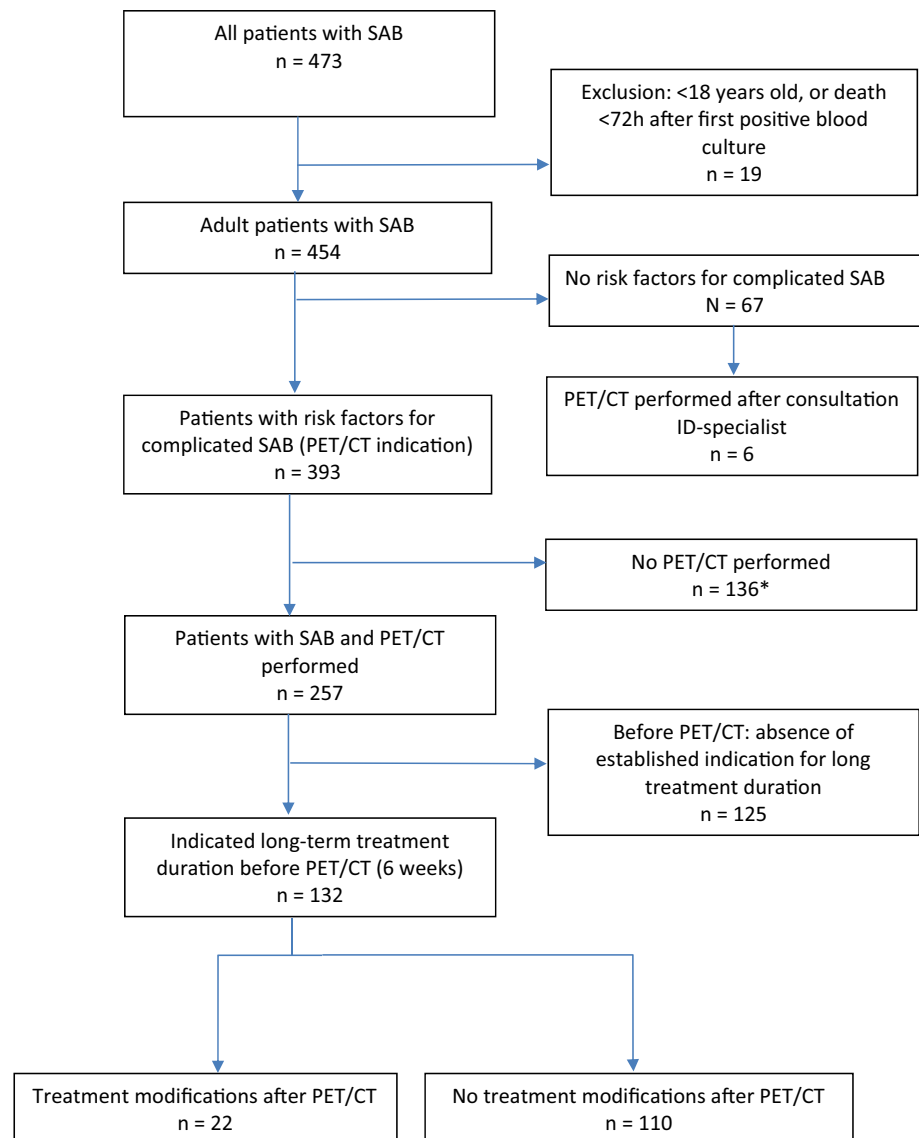 All patients with SAB
n = 473
Exclusion: <18 years old, or death
<72h after first positive blood
culture
n = 19
Adult patients with SAB
n = 454
No risk factors for complicated SAB
N = 67
PET/CT performed after consultation
ID-specialist
n = 6
Patients with risk factors for
complicated SAB (PET/CT indication)
n = 393
No PET/CT performed
n = 136*
Patients with SAB and PET/CT
performed
n = 257
Before PET/CT: absence of
established indication for long
treatment duration
n = 125
Indicated long-term treatment
duration before PET/CT (6 weeks)
n = 132
Treatment modifications after PET/CT
n = 22
No treatment modifications after PET/CT
n = 110